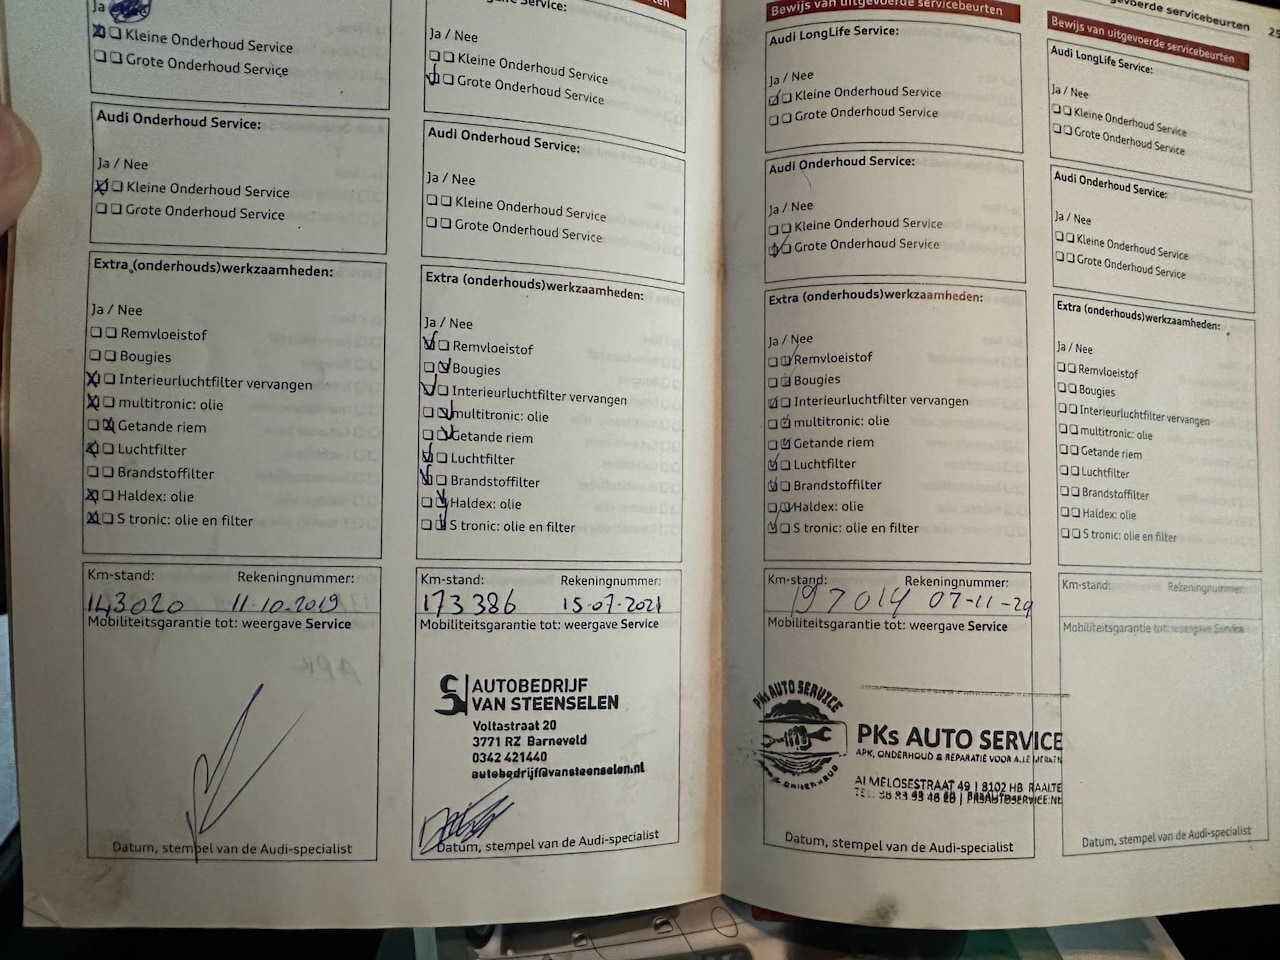 Ja
Kleine Onderhoud Service
Grote Onderhoud Service
Audi Onderhoud Service:
Ja / Nee
Kleine Onderhoud Service
Grote Onderhoud Service
Extra (onderhouds)werkzaamheden:
Ja / Nee
Remvloeistof
Bougies
Interieurluchtfilter vervangen
multitronic: olie
Getande riem
Luchtfilter
Brandstoffilter
Haldex: olie
S tronic: olie en filter
Km-stand: Rekeningnummer:
143020 11-10-2019
Mobiliteitsgarantie tot: weergave Service
Datum, stempel van de Audi-specialist
Service:
Ja / Nee
Kleine Onderhoud Service
Grote Onderhoud Service
Audi Onderhoud Service:
Ja / Nee
Kleine Onderhoud Service
Grote Onderhoud Service
Extra (onderhouds)werkzaamheden:
Ja / Nee
Remvloeistof
Bougies
Interieurluchtfilter vervangen
multitronic: olie
Getande riem
Luchtfilter
Brandstoffilter
Haldex: olie
S tronic: olie en filter
Km-stand: Rekeningnummer:
173386 15-07-2021
Mobiliteitsgarantie tot: weergave Service
AUTOBEDRIJF
VAN STEENSELEN
Voltastraat 20
3771 RZ Barneveld
0342 421440
autobedrijf@vansteenselen.nl
Datum, stempel van de Audi-specialist
Bewijs van uitgevoerde servicebeurten
Audi LongLife Service:
Ja / Nee
Kleine Onderhoud Service
Grote Onderhoud Service
Audi Onderhoud Service:
Ja / Nee
Kleine Onderhoud Service
Grote Onderhoud Service
Extra (onderhouds)werkzaamheden:
Ja / Nee
Remvloeistof
Bougies
Interieurluchtfilter vervangen
multitronic: olie
Getande riem
Luchtfilter
Brandstoffilter
Haldex: olie
S tronic: olie en filter
Km-stand: Rekeningnummer:
197014 07-11-24
Mobiliteitsgarantie tot: weergave Service
PKs AUTO SERVICE
PKs AUTO SERVICE
APK, ONDERHOUD & REPARATIE VOOR ALLE MERKEN
ALMELOSESTRAAT 49 | 8102 HB RAALTE
PKSAUTOSERVICE.NL
Datum, stempel van de Audi-specialist
servicebeurten 25
Bewijs van uitgevoerde servicebeurten
Audi LongLife Service:
Ja / Nee
Kleine Onderhoud Service
Grote Onderhoud Service
Audi Onderhoud Service:
Ja / Nee
Kleine Onderhoud Service
Grote Onderhoud Service
Extra (onderhouds)werkzaamheden:
Ja / Nee
Remvloeistof
Bougies
Interieurluchtfilter vervangen
multitronic: olie
Getande riem
Luchtfilter
Brandstoffilter
Haldex: olie
S tronic: olie en filter
Km-stand: Rekeningnummer:
Mobiliteitsgarantie tot: weergave Service
Datum, stempel van de Audi-specialist